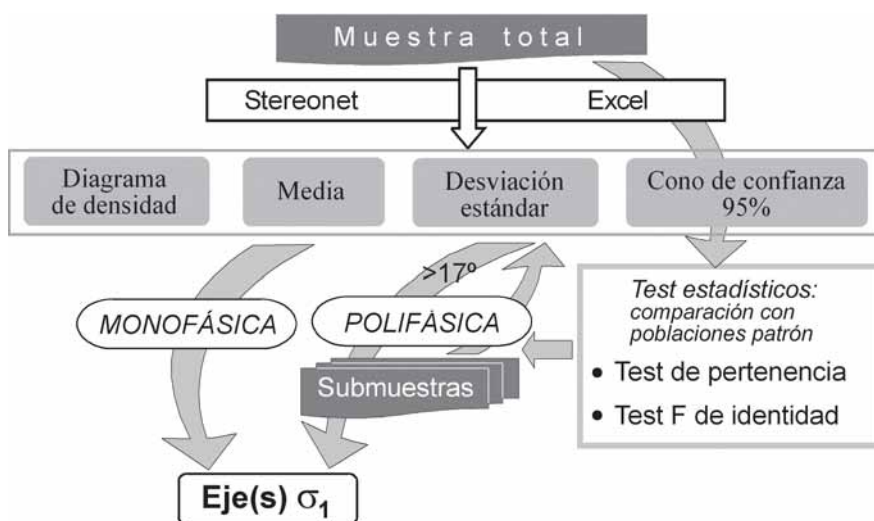 Muestra total
Stereonet
Excel
Diagrama
de densidad
Media
Desviación
estándar
Cono de confianza
95%
>17º
MONOFÁSICA
POLIFÀSICA
Submuestras
Test estadísticos:
comparación con
poblaciones patrón
• Test de pertenencia
• Test F de identidad
Eje(s) σ1